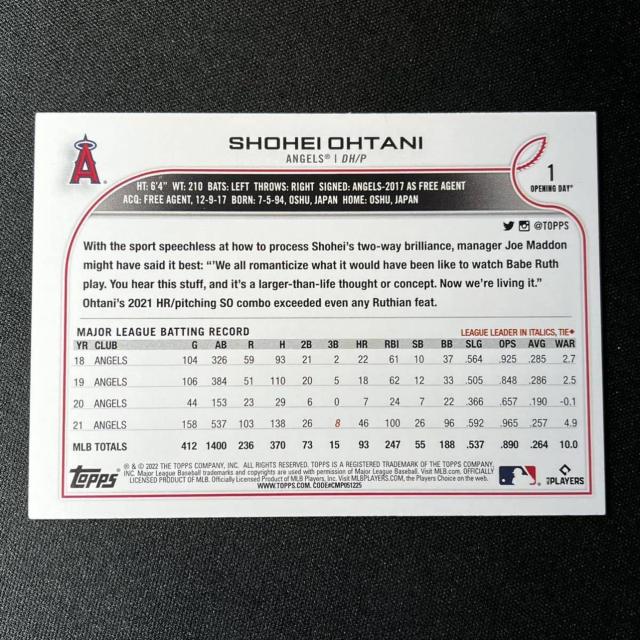 SHOHEI OHTANI
ANGELS® | DH/P
1
OPENING DAY®
HT: 6'4" WT: 210 BATS: LEFT THROWS: RIGHT SIGNED: ANGELS-2017 AS FREE AGENT
ACQ: FREE AGENT, 12-9-17 BORN: 7-5-94, OSHU, JAPAN HOME: OSHU, JAPAN
@TOPPS
With the sport speechless at how to process Shohei's two-way brilliance, manager Joe Maddon
might have said it best: “'We all romanticize what it would have been like to watch Babe Ruth
play. You hear this stuff, and it's a larger-than-life thought or concept. Now we're living it.”
Ohtani's 2021 HR/pitching SO combo exceeded even any Ruthian feat.
MAJOR LEAGUE BATTING RECORD LEAGUE LEADER IN ITALICS, TIE♦
YR CLUB G AB R H 2B 3B HR RBI SB BB SLG OPS AVG WAR
18 ANGELS 104 326 59 93 21 2 22 61 10 37 .564 .925 .285 2.7
19 ANGELS 106 384 51 110 20 5 18 62 12 33 .505 .848 .286 2.5
20 ANGELS 44 153 23 29 6 0 7 24 7 22 .366 .657 .190 -0.1
21 ANGELS 158 537 103 138 26 8 46 100 26 96 .592 .965 .257 4.9
MLB TOTALS 412 1400 236 370 73 15 93 247 55 188 .537 .890 .264 10.0
Topps
® & © 2022 THE TOPPS COMPANY, INC. ALL RIGHTS RESERVED. TOPPS IS A REGISTERED TRADEMARK OF THE TOPPS COMPANY,
INC. Major League Baseball trademarks and copyrights are used with permission of Major League Baseball. Visit MLB.com. OFFICIALLY
LICENSED PRODUCT OF MLB. Officially Licensed Product of MLB Players, Inc. Visit MLBPLAYERS.com, the Players Choice on the web.
WWW.TOPPS.COM. CODE#CMP051225
MLB PLAYERS